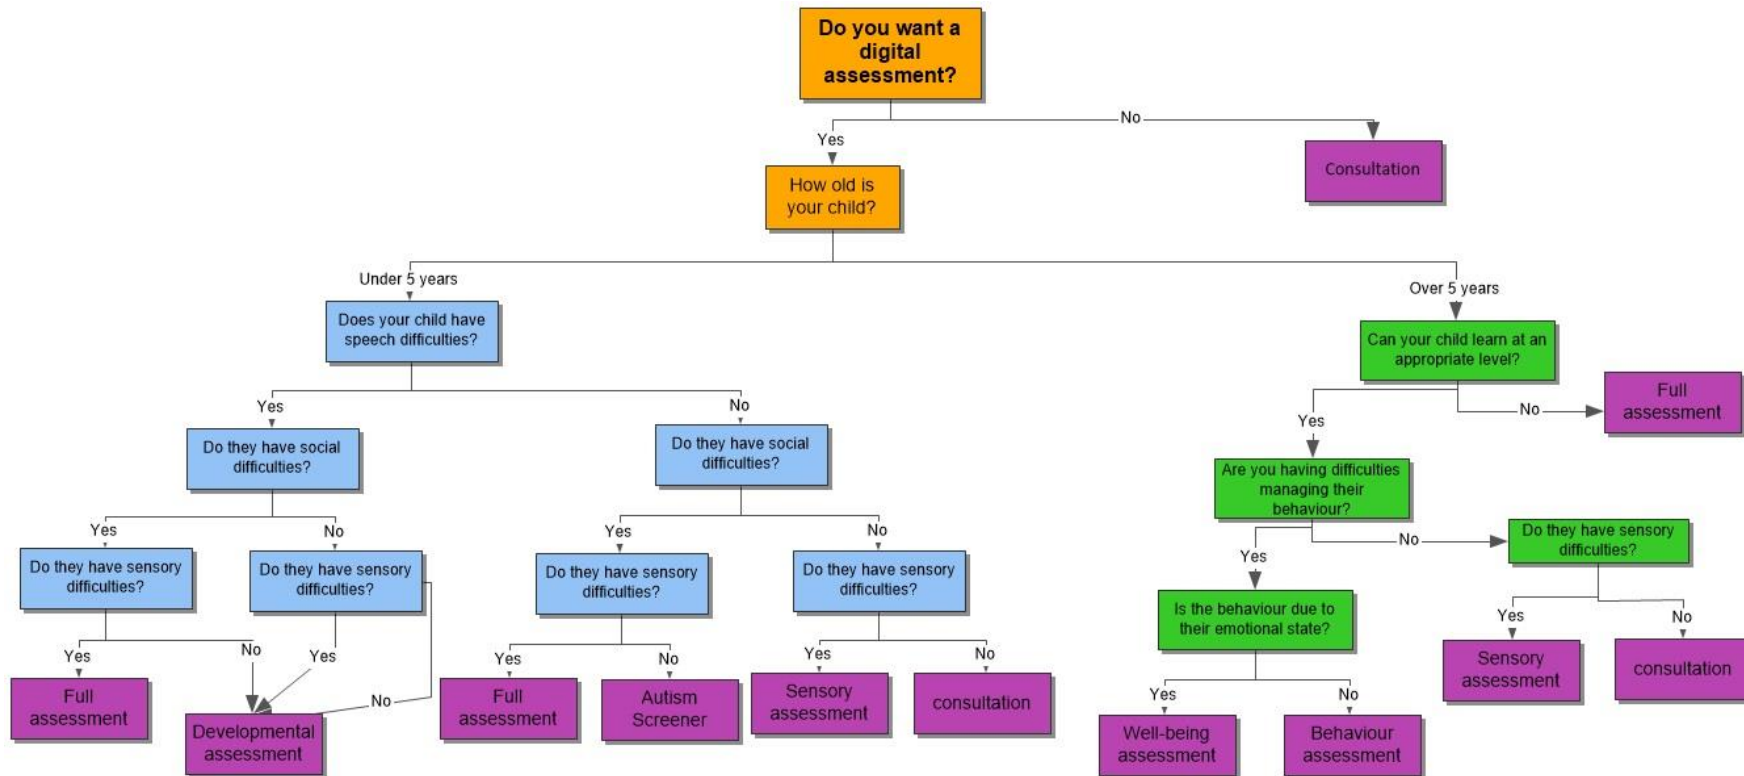 Do you want a
digital
assessment?
No
Yes
Consultation
How old is
your child?
Under 5 years
Over 5 years
Does your child have
speech difficulties?
Can your child learn at an
appropriate level?
Full
assessment
Yes
No
Yes
No
Do they have social
difficulties?
Do they have social
difficulties?
Are you having difficulties
managing their
behaviour?
Yes
No
Yes
No
Yes
No
Do they have sensory
difficulties?
Do they have sensory
difficulties?
Do they have sensory
difficulties?
Do they have sensory
difficulties?
Do they have sensory
difficulties?
Is the behaviour due to
their emotional state?
Yes
No
Yes
No
Yes
No
Yes
No
Yes
No
Full
assessment
Developmental
assessment
Full
assessment
Autism
Screener
Sensory
assessment
consultation
Sensory
assessment
consultation
Yes
No
Well-being
assessment
Behaviour
assessment